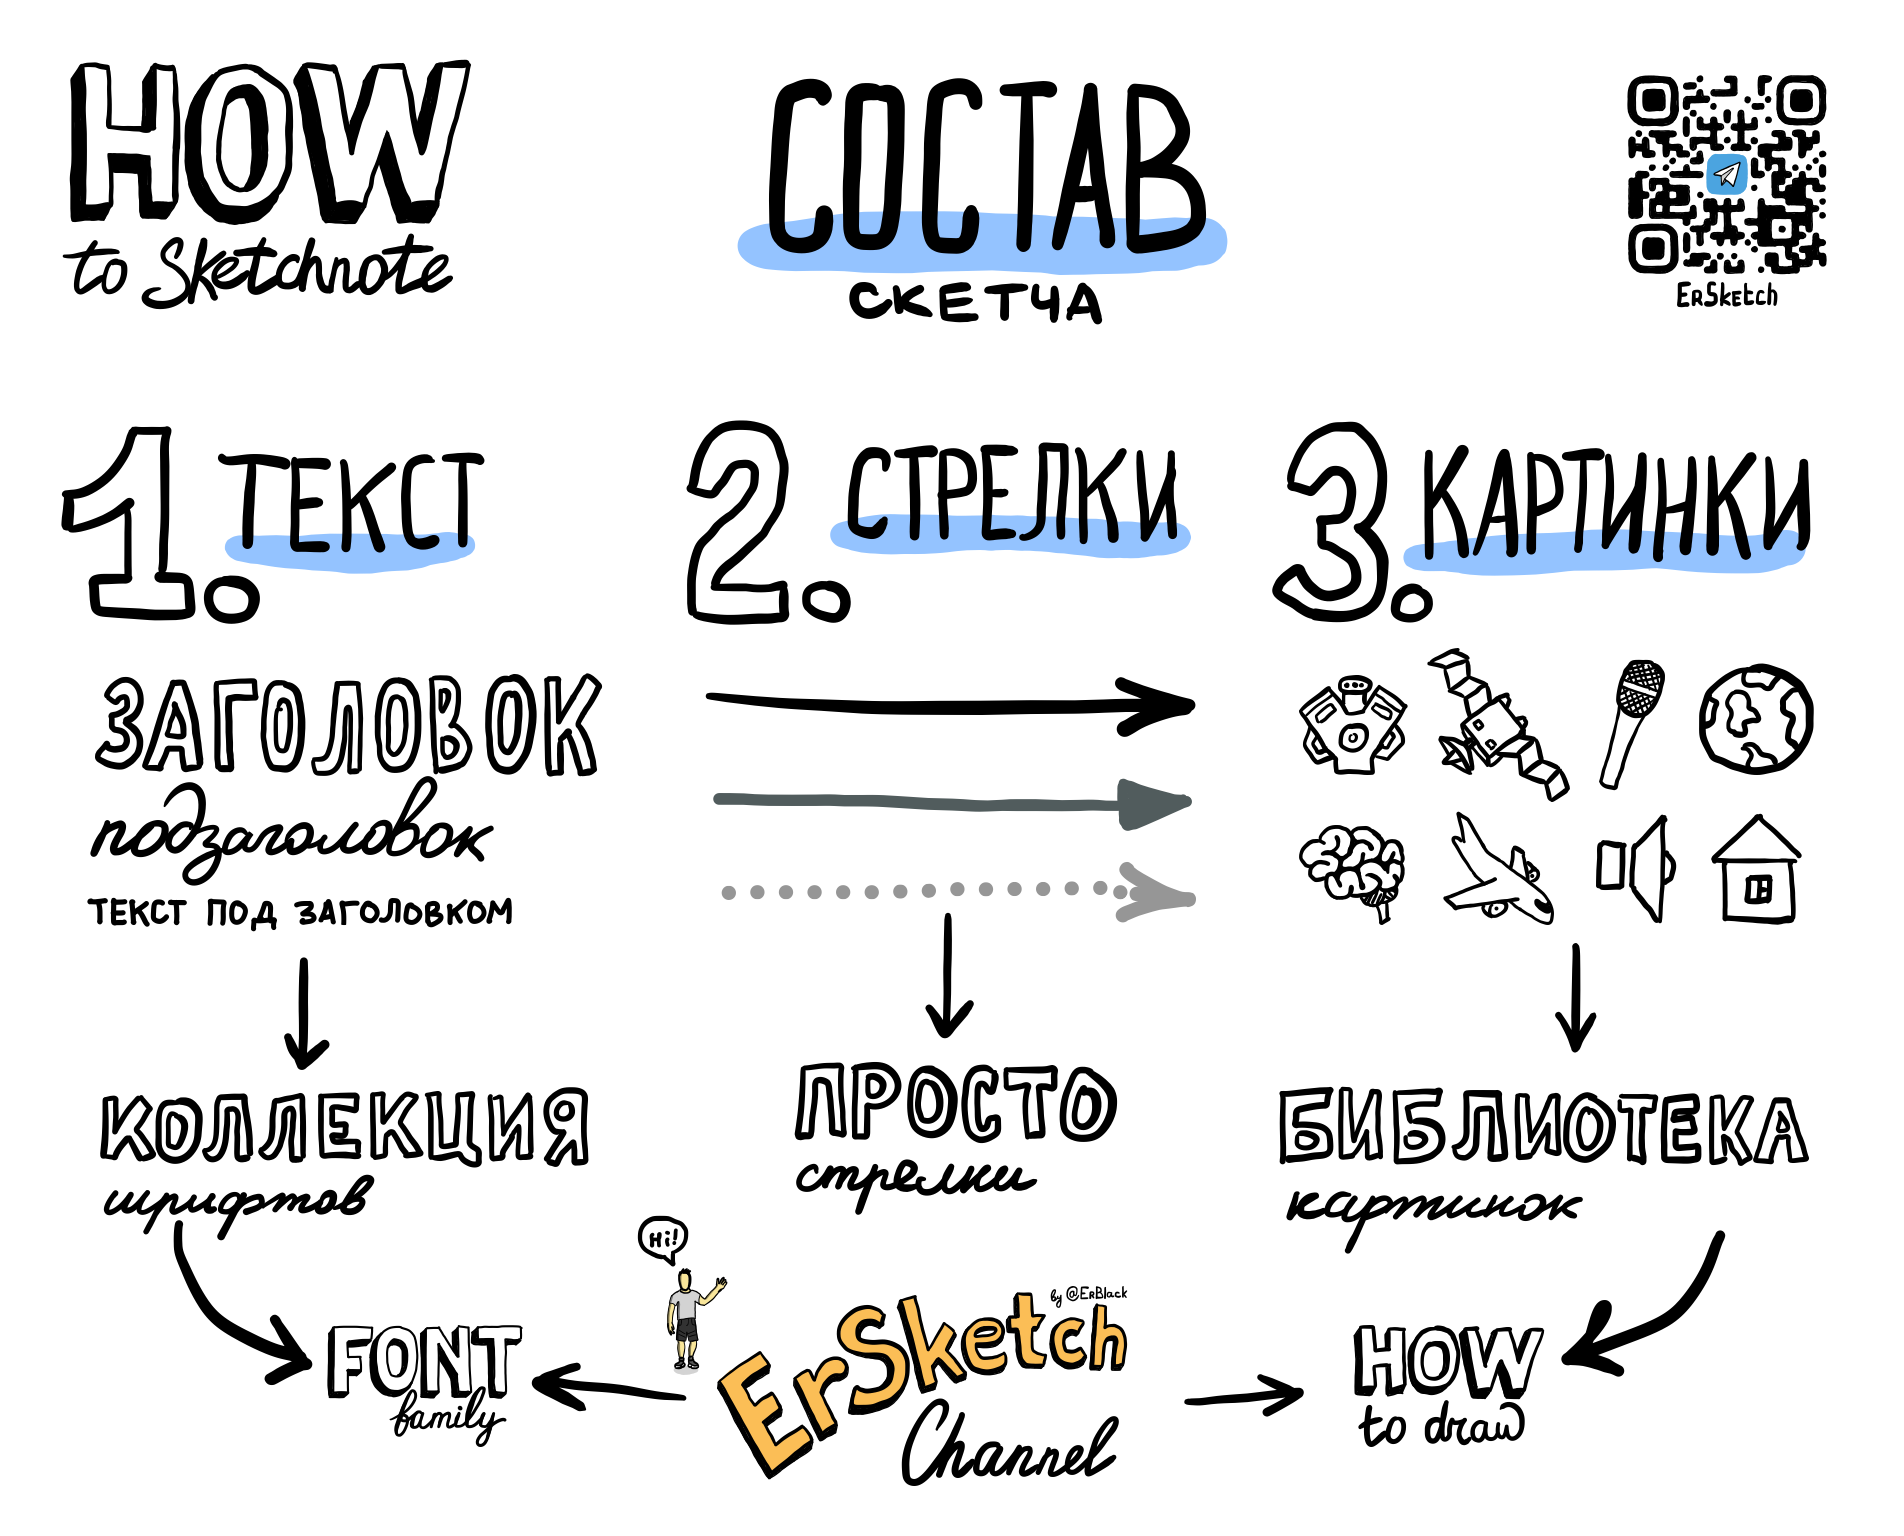 HOW
to Sketchnote
СОСТАВ
СКЕТЧА
ErSketch
1. ТЕКСТ
ЗАГОЛОВОК
подзаголовок
ТЕКСТ ПОД ЗАГОЛОВКОМ
КОЛЛЕКЦИЯ
шрифтов
2. СТРЕЛКИ
ПРОСТО
стрелки
3. КАРТИНКИ
БИБЛИОТЕКА
картинок
FONT
family
Hi!
by @ErBlack
ErSketch
Channel
HOW
to draw